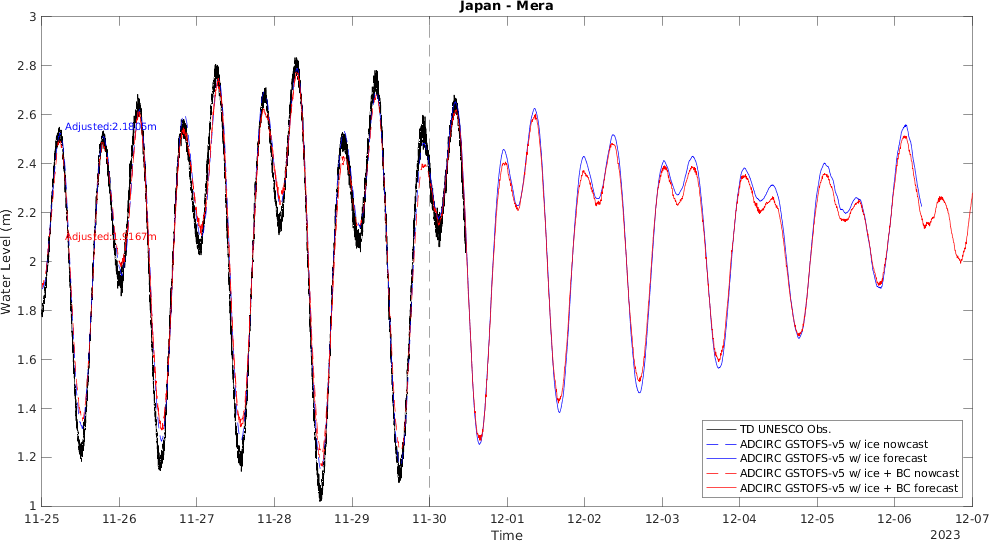 Japan - Mera
3
2.8
2.6
2.4
2.2
2
1.8
1.6
1.4
1.2
1
Water Level (m)
Adjusted:2.1805m
Adjusted:1.9167m
TD UNESCO Obs.
ADCIRC GSTOFS-v5 w/ ice nowcast
ADCIRC GSTOFS-v5 w/ ice forecast
ADCIRC GSTOFS-v5 w/ ice + BC nowcast
ADCIRC GSTOFS-v5 w/ ice + BC forecast
11-25 11-26 11-27 11-28 11-29 11-30 12-01 12-02 12-03 12-04 12-05 12-06 12-07
Time
2023